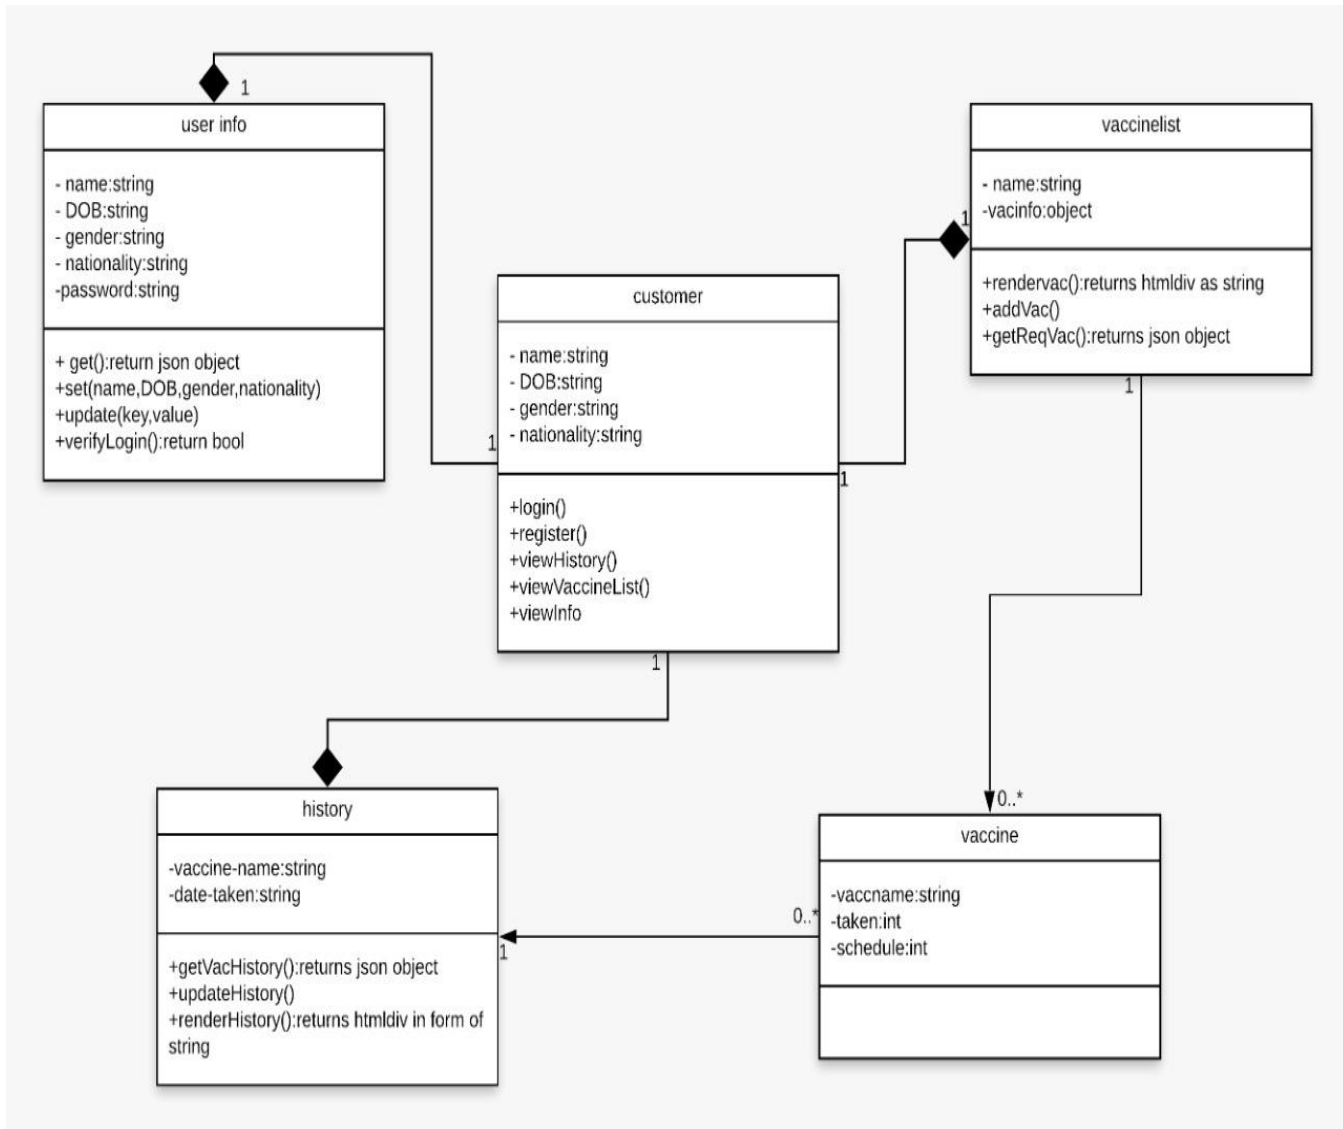 1
user info
- name:string
- DOB:string
- gender:string
- nationality:string
-password:string
+ get():return json object
+set(name,DOB,gender,nationality)
+update(key,value)
+verifyLogin():return bool
1
customer
- name:string
- DOB:string
- gender:string
- nationality:string
+login()
+register()
+viewHistory()
+viewVaccineList()
+viewInfo
1
1
vaccinelist
- name:string
-vacinfo:object
+rendervac():returns htmldiv as string
+addVac()
+getReqVac():returns json object
1
1
0..*
vaccine
-vaccname:string
-taken:int
-schedule:int
0..*
1
history
-vaccine-name:string
-date-taken:string
+getVacHistory():returns json object
+updateHistory()
+renderHistory():returns htmldiv in form of
string